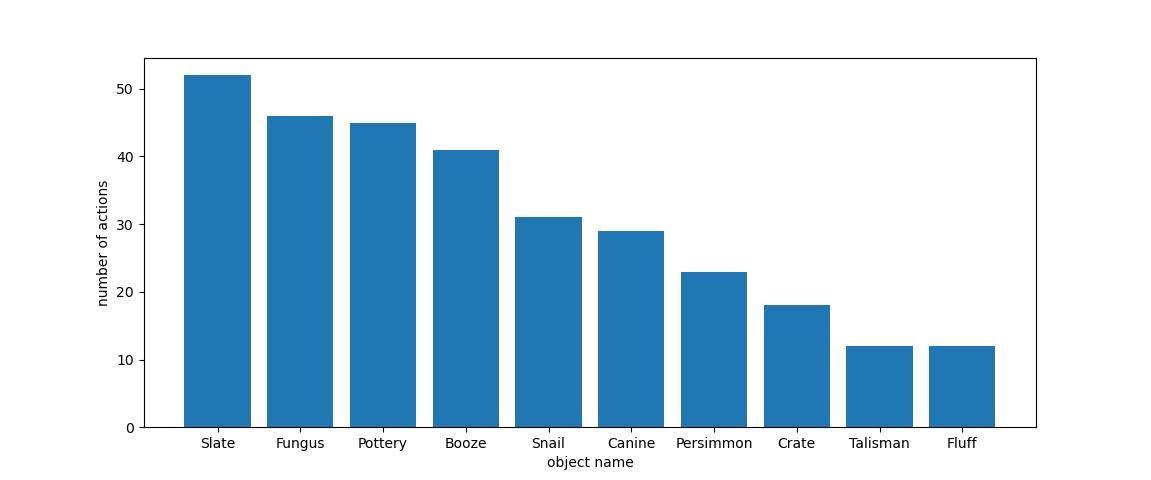 50
40
30
20
10
0
number of actions
Slate Fungus Pottery Booze Snail Canine Persimmon Crate Talisman Fluff
object name